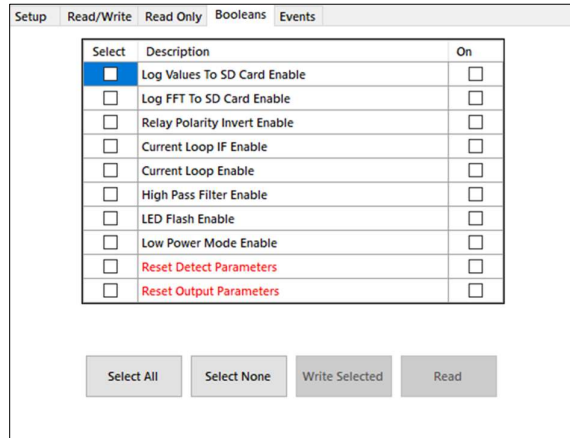 Setup Read/Write Read Only Booleans Events
Select Description On
Log Values To SD Card Enable
Log FFT To SD Card Enable
Relay Polarity Invert Enable
Current Loop IF Enable
Current Loop Enable
High Pass Filter Enable
LED Flash Enable
Low Power Mode Enable
Reset Detect Parameters
Reset Output Parameters
Select All Select None Write Selected Read